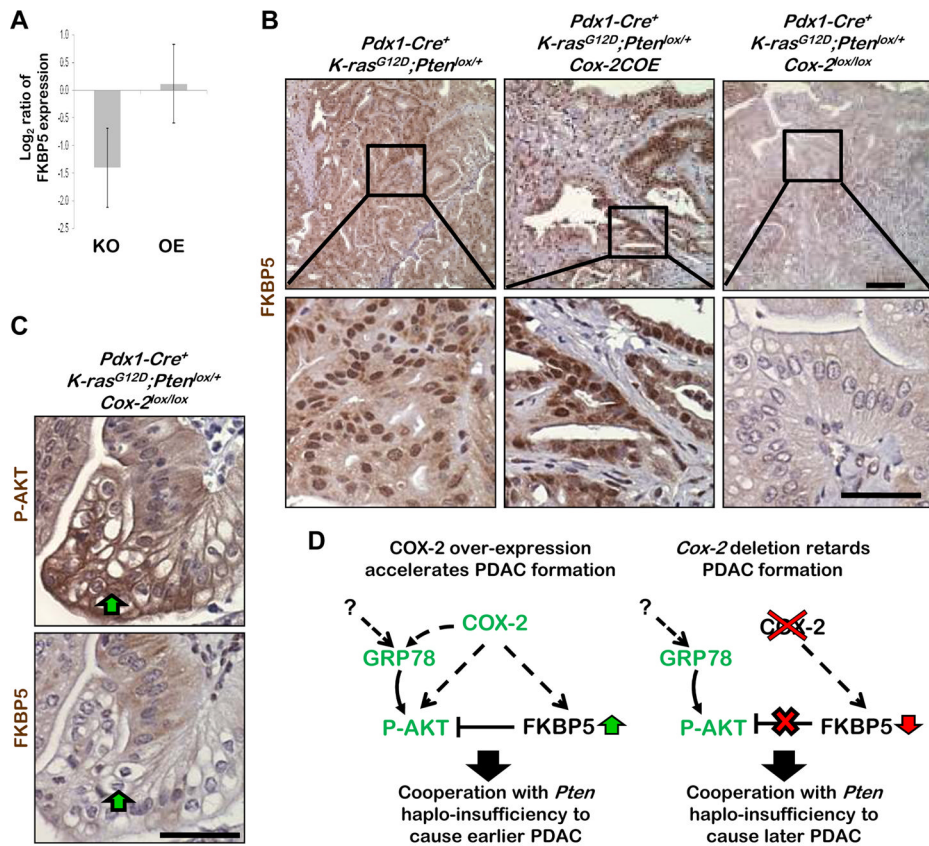 A
Log2 ratio of
FKBP5 expression
1.0
0.5
0.0
-0.5
-1.0
-1.5
-2.0
-2.5
KO OE
B
Pdx1-Cre+
K-rasG12D;Ptenlox/+
Pdx1-Cre+
K-rasG12D;Ptenlox/+
Cox-2COE
Pdx1-Cre+
K-rasG12D;Ptenlox/+
Cox-2lox/lox
FKBP5
C
Pdx1-Cre+
K-rasG12D;Ptenlox/+
Cox-2lox/lox
P-AKT
FKBP5
D
COX-2 over-expression
accelerates PDAC formation
?
COX-2
GRP78
P-AKT FKBP5
Cooperation with Pten
haplo-insufficiency to
cause earlier PDAC
Cox-2 deletion retards
PDAC formation
?
COX-2
GRP78
P-AKT FKBP5
Cooperation with Pten
haplo-insufficiency to
cause later PDAC